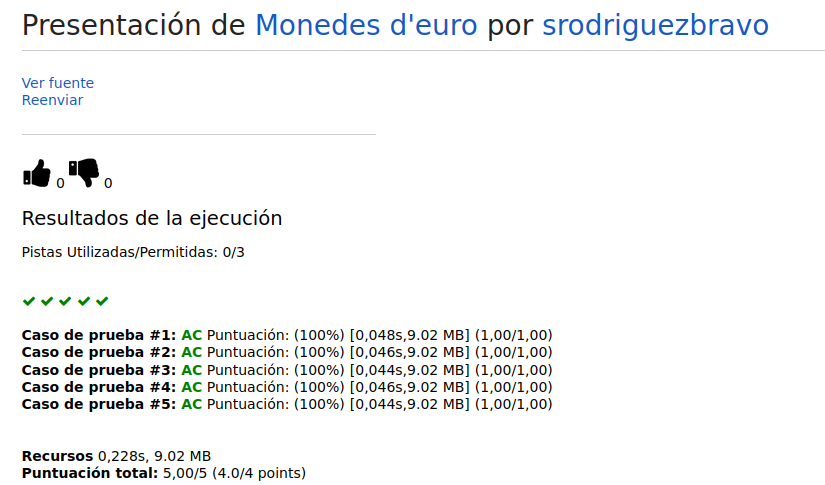 Presentación de Monedes d'euro por srodriguezbravo
Ver fuente
Reenviar
0 0
Resultados de la ejecución
Pistas Utilizadas/Permitidas: 0/3
Caso de prueba #1: AC Puntuación: (100%) [0,048s,9.02 MB] (1,00/1,00)
Caso de prueba #2: AC Puntuación: (100%) [0,046s,9.02 MB] (1,00/1,00)
Caso de prueba #3: AC Puntuación: (100%) [0,044s,9.02 MB] (1,00/1,00)
Caso de prueba #4: AC Puntuación: (100%) [0,046s,9.02 MB] (1,00/1,00)
Caso de prueba #5: AC Puntuación: (100%) [0,044s,9.02 MB] (1,00/1,00)
Recursos 0,228s, 9.02 MB
Puntuación total: 5,00/5 (4.0/4 points)